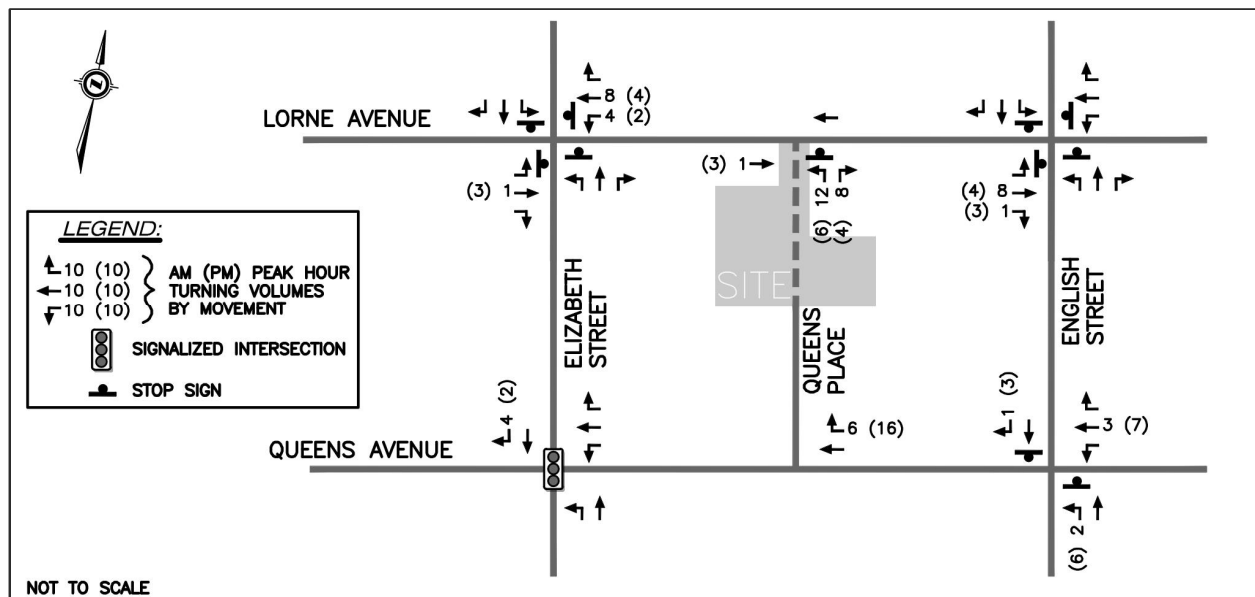 LORNE AVENUE
8 (4)
4 (2)
(3) 1
(3) 1
12 (6)
8 (4)
(4) 8
(3) 1
LEGEND:
10 (10)
10 (10)
10 (10)
AM (PM) PEAK HOUR
TURNING VOLUMES
BY MOVEMENT
SIGNALIZED INTERSECTION
STOP SIGN
SITE
ELIZABETH
STREET
QUEENS
PLACE
ENGLISH
STREET
4 (2)
QUEENS AVENUE
6 (16)
1 (3)
3 (7)
(6) 2
NOT TO SCALE